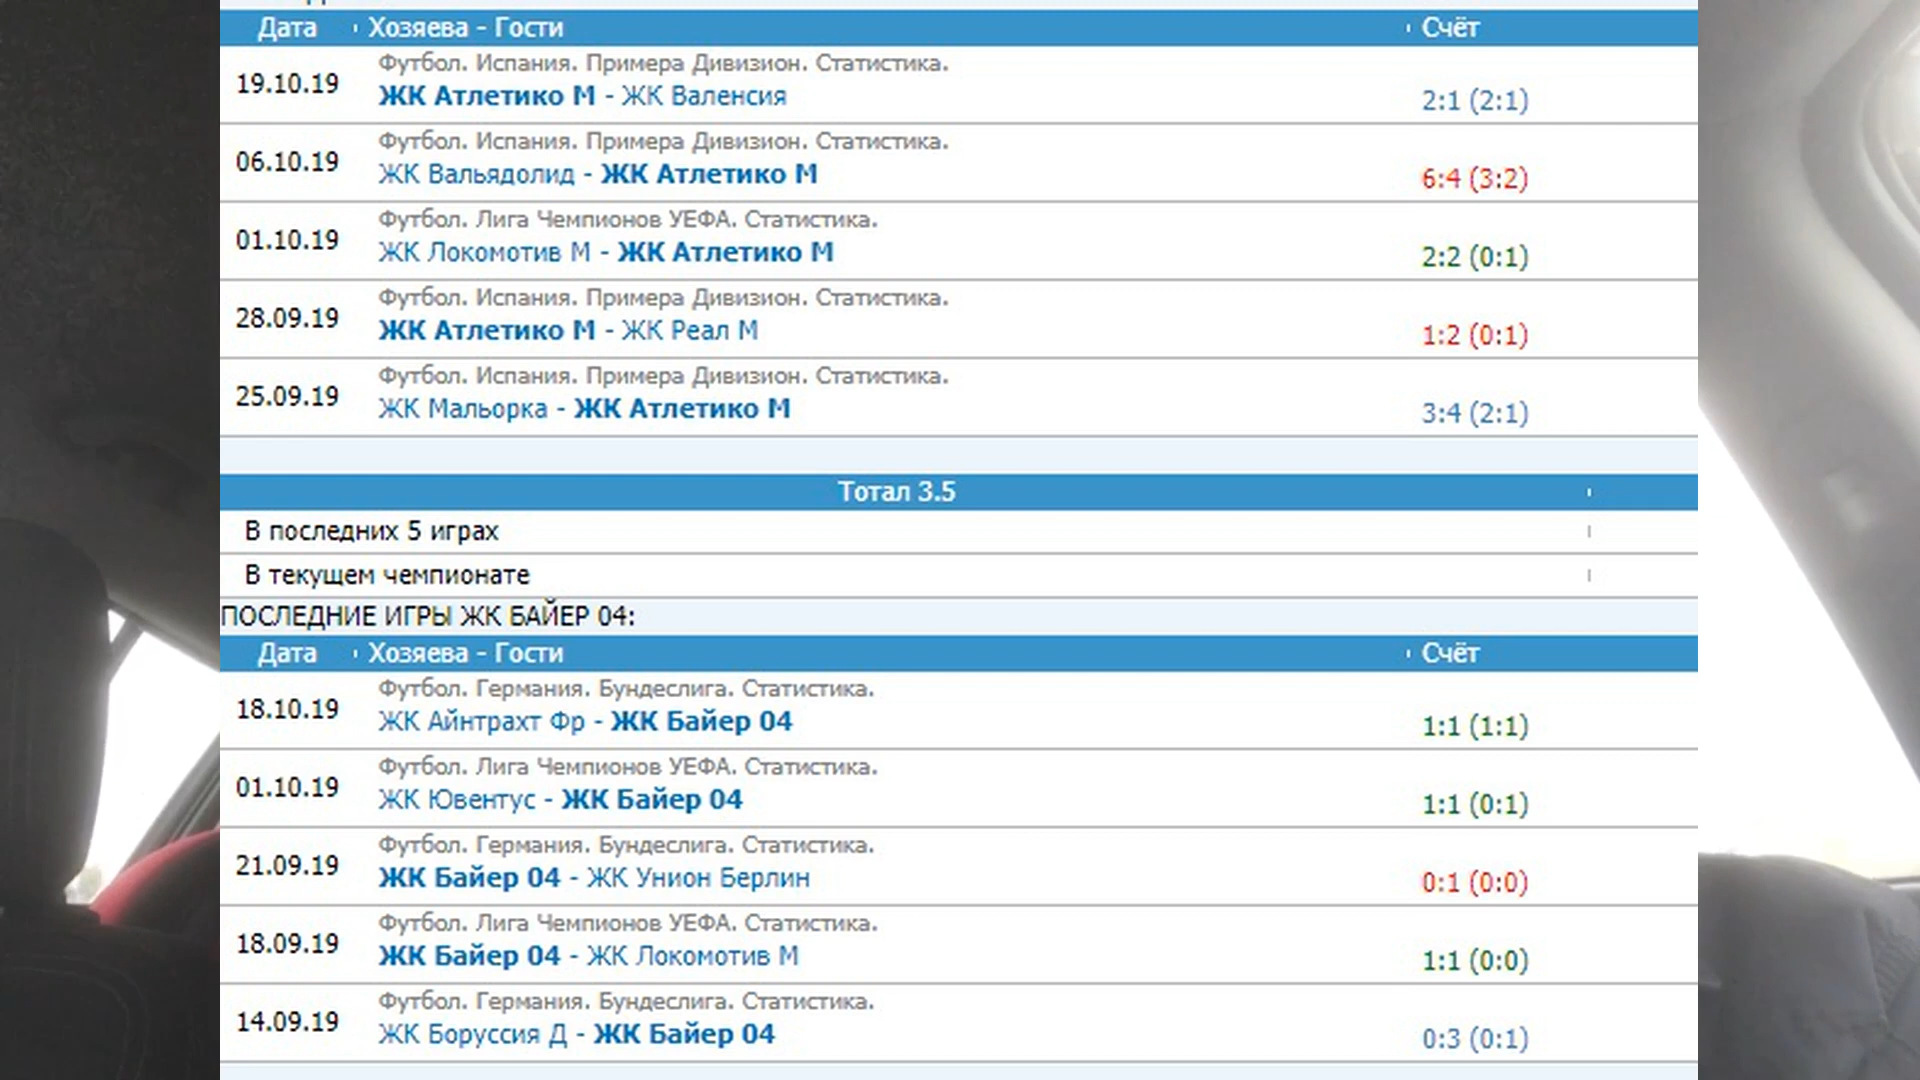 Дата Хозяева - Гости Счёт
19.10.19
Футбол. Испания. Примера Дивизион. Статистика.
ЖК Атлетико М - ЖК Валенсия 2:1 (2:1)
06.10.19
Футбол. Испания. Примера Дивизион. Статистика.
ЖК Вальядолид - ЖК Атлетико М 6:4 (3:2)
01.10.19
Футбол. Лига Чемпионов УЕФА. Статистика.
ЖК Локомотив М - ЖК Атлетико М 2:2 (0:1)
28.09.19
Футбол. Испания. Примера Дивизион. Статистика.
ЖК Атлетико М - ЖК Реал М 1:2 (0:1)
25.09.19
Футбол. Испания. Примера Дивизион. Статистика.
ЖК Мальорка - ЖК Атлетико М 3:4 (2:1)
Тотал 3.5
В последних 5 играх
В текущем чемпионате
ПОСЛЕДНИЕ ИГРЫ ЖК БАЙЕР 04:
Дата Хозяева - Гости Счёт
18.10.19
Футбол. Германия. Бундеслига. Статистика.
ЖК Айнтрахт Фр - ЖК Байер 04 1:1 (1:1)
01.10.19
Футбол. Лига Чемпионов УЕФА. Статистика.
ЖК Ювентус - ЖК Байер 04 1:1 (0:1)
21.09.19
Футбол. Германия. Бундеслига. Статистика.
ЖК Байер 04 - ЖК Унион Берлин 0:1 (0:0)
18.09.19
Футбол. Лига Чемпионов УЕФА. Статистика.
ЖК Байер 04 - ЖК Локомотив М 1:1 (0:0)
14.09.19
Футбол. Германия. Бундеслига. Статистика.
ЖК Боруссия Д - ЖК Байер 04 0:3 (0:1)